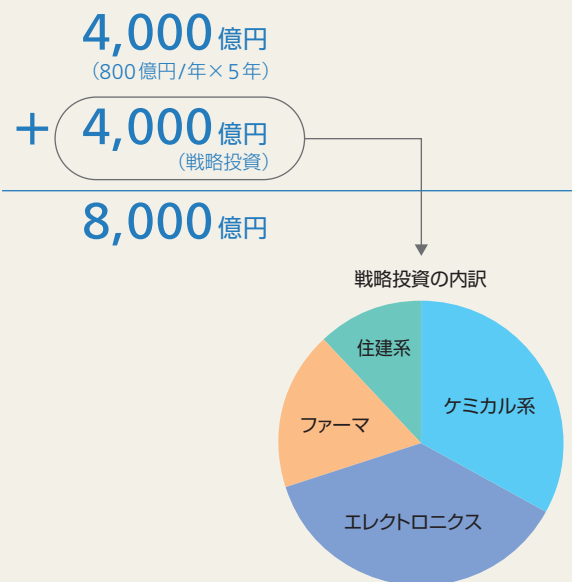 4,000億円
（800億円/年×5年）
+ 4,000億円
（戦略投資）
8,000億円
戦略投資の内訳
住建系
ケミカル系
ファーマ
エレクトロニクス